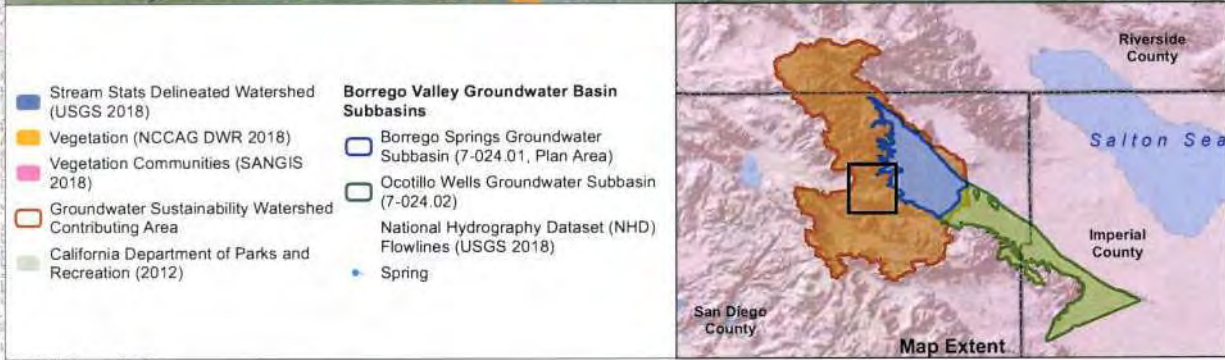 Stream Stats Delineated Watershed
(USGS 2018)
Vegetation (NCCAG DWR 2018)
Vegetation Communities (SANGIS
2018)
Groundwater Sustainability Watershed
Contributing Area
California Department of Parks and
Recreation (2012)
Borrego Valley Groundwater Basin
Subbasins
Borrego Springs Groundwater
Subbasin (7-024.01, Plan Area)
Ocotillo Wells Groundwater Subbasin
(7-024.02)
National Hydrography Dataset (NHD)
Flowlines (USGS 2018)
Spring
Riverside
County
Salton Sea
Imperial
County
San Diego
County
Map Extent